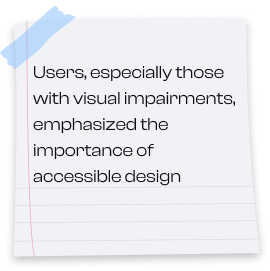 Users, especially those
with visual impairments,
emphasized the
importance of
accessible design